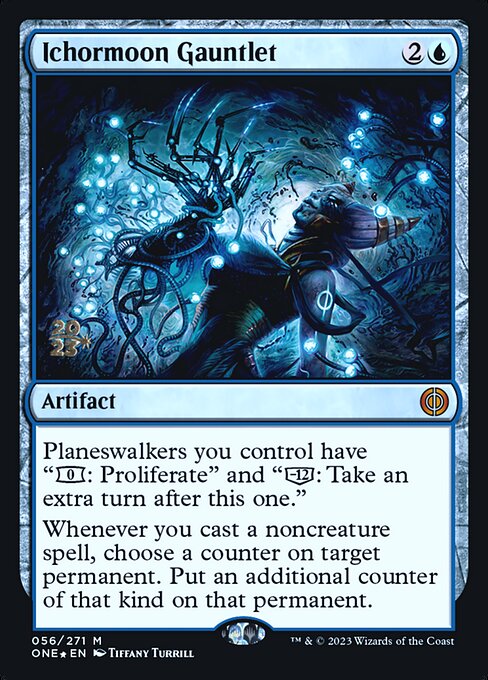 Ichormoon Gauntlet 2
2023
Artifact
Planeswalkers you control have
“0: Proliferate” and “-12: Take an
extra turn after this one.”
Whenever you cast a noncreature
spell, choose a counter on target
permanent. Put an additional counter
of that kind on that permanent.
056/271 M
ONE★EN Tiffany Turrill
™ & © 2023 Wizards of the Coast